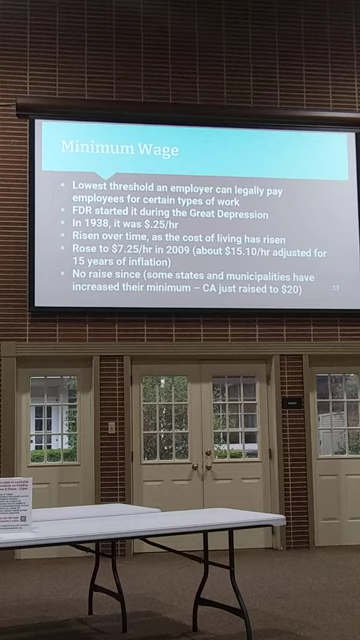 Minimum Wage
Lowest threshold an employer can legally pay
employees for certain types of work
FDR started it during the Great Depression
In 1938, it was $.25/hr
Risen over time, as the cost of living has risen
Rose to $7.25/hr in 2009 (about $15.10/hr adjusted for
15 years of inflation)
No raise since (some states and municipalities have
increased their minimum – CA just raised to $20)